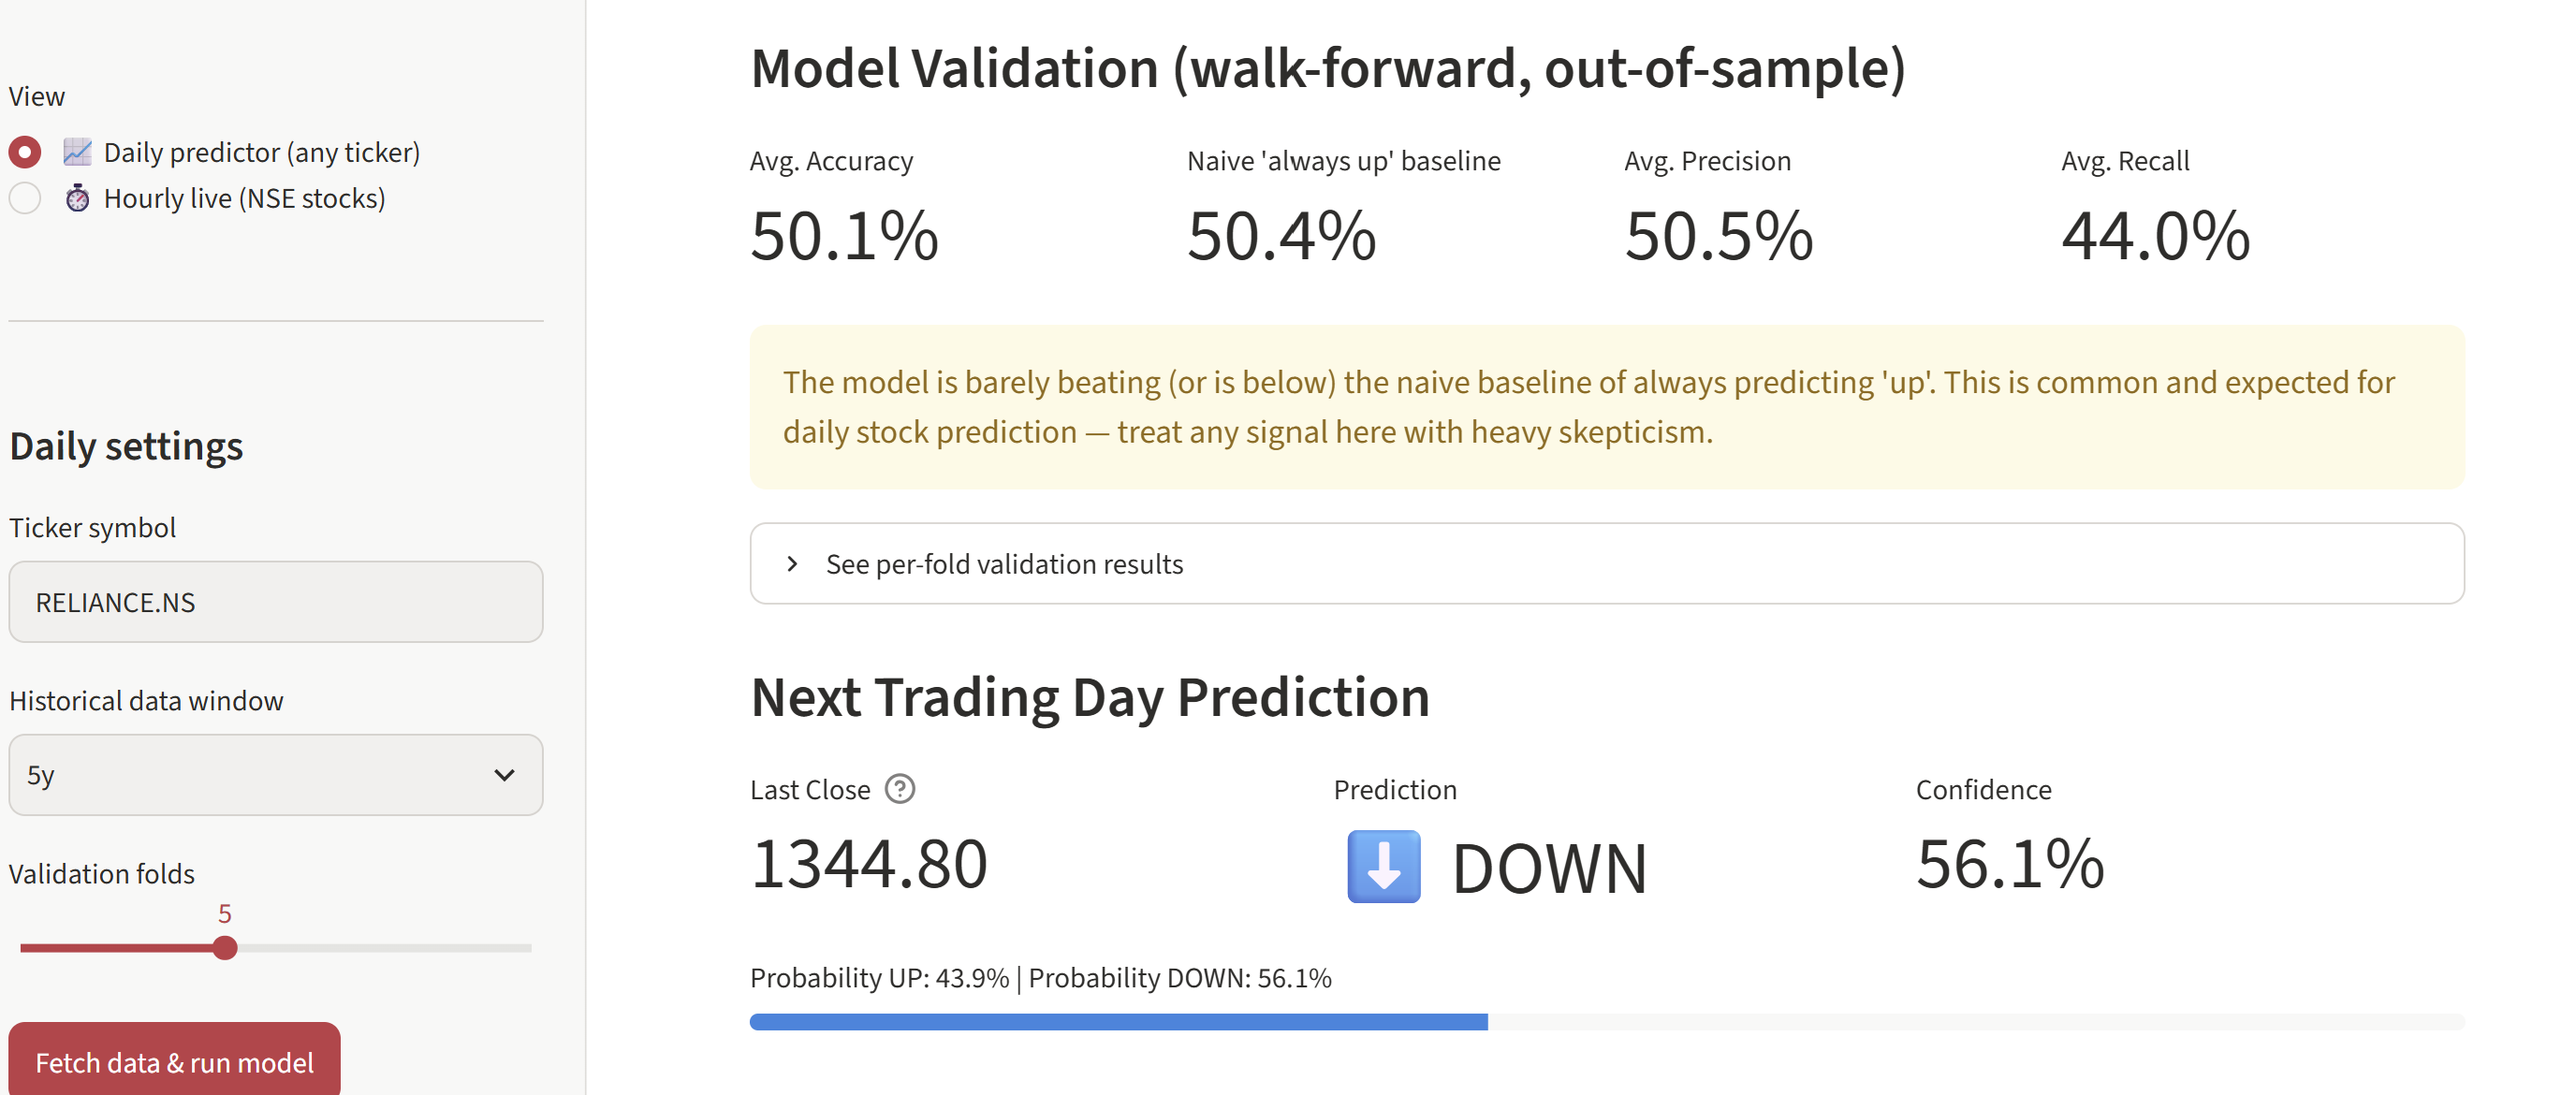 View
Daily predictor (any ticker)
Hourly live (NSE stocks)
Daily settings
Ticker symbol
RELIANCE.NS
Historical data window
5y
Validation folds
5
Fetch data & run model
Model Validation (walk-forward, out-of-sample)
Avg. Accuracy
50.1%
Naive 'always up' baseline
50.4%
Avg. Precision
50.5%
Avg. Recall
44.0%
The model is barely beating (or is below) the naive baseline of always predicting 'up'. This is common and expected for
daily stock prediction — treat any signal here with heavy skepticism.
See per-fold validation results
Next Trading Day Prediction
Last Close
1344.80
Prediction
⬇️ DOWN
Confidence
56.1%
Probability UP: 43.9% | Probability DOWN: 56.1%